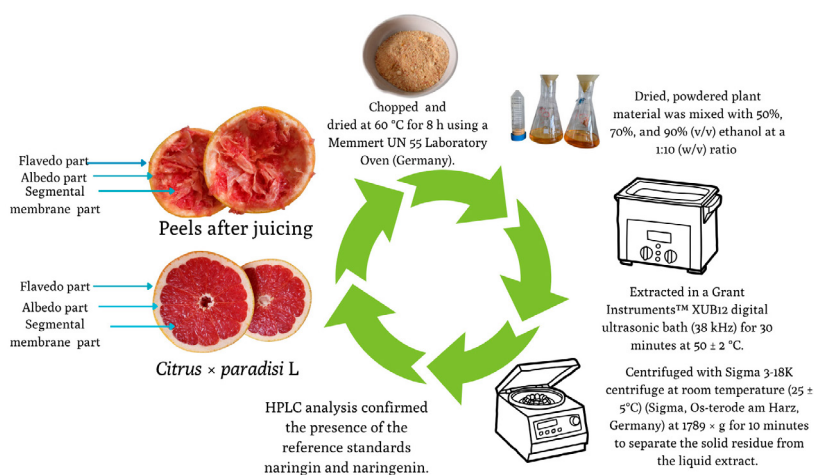 Chopped and
dried at 60 °C for 8 h using a
Memmert UN 55 Laboratory
Oven (Germany).
Dried, powdered plant
material was mixed with 50%,
70%, and 90% (v/v) ethanol at a
1:10 (w/v) ratio
Flavedo part
Albedo part
Segmental
membrane part
Peels after juicing
Flavedo part
Albedo part
Segmental
membrane part
Citrus × paradisi L
Extracted in a Grant
Instruments™ XUB12 digital
ultrasonic bath (38 kHz) for 30
minutes at 50 ± 2 °C.
Centrifuged with Sigma 3-18K
centrifuge at room temperature (25 ±
5°C) (Sigma, Os-terode am Harz,
Germany) at 1789 × g for 10 minutes
to separate the solid residue from
the liquid extract.
HPLC analysis confirmed
the presence of the
reference standards
naringin and naringenin.